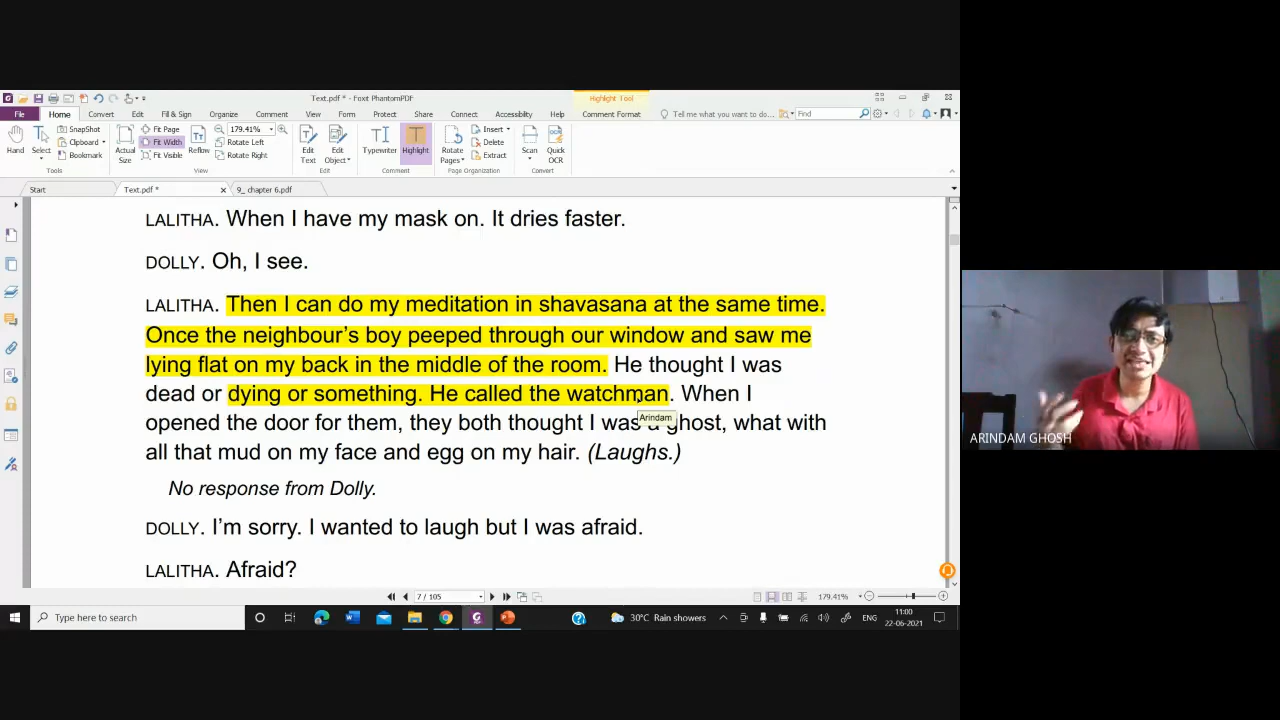 Text.pdf * - Foxit PhantomPDF
Highlight Tool
File Home Convert Edit Fill & Sign Organize Comment View Form Protect Share Connect Accessibility Help Comment Format Tell me what you want to do... Find
SnapShot
Clipboard
Bookmark
Hand
Select
Tools
Actual Size
Fit Page
Fit Width
Fit Visible
Reflow
179.41%
Rotate Left
Rotate Right
View
Edit Text
Edit Object
Edit
Typewriter
Highlight
Comment
Rotate Pages
Insert
Delete
Extract
Page Organization
Scan
Quick OCR
Convert
Start
Text.pdf *
9_ chapter 6.pdf
LALITHA. When I have my mask on. It dries faster.
DOLLY. Oh, I see.
LALITHA. Then I can do my meditation in shavasana at the same time.
Once the neighbour's boy peeped through our window and saw me
lying flat on my back in the middle of the room. He thought I was
dead or dying or something. He called the watchman. When I
Arindam
opened the door for them, they both thought I was a ghost, what with
all that mud on my face and egg on my hair. (Laughs.)
No response from Dolly.
DOLLY. I'm sorry. I wanted to laugh but I was afraid.
LALITHA. Afraid?
7 / 105
179.41%
Type here to search
30°C Rain showers
ENG
11:00
22-06-2021
ARINDAM GHOSH